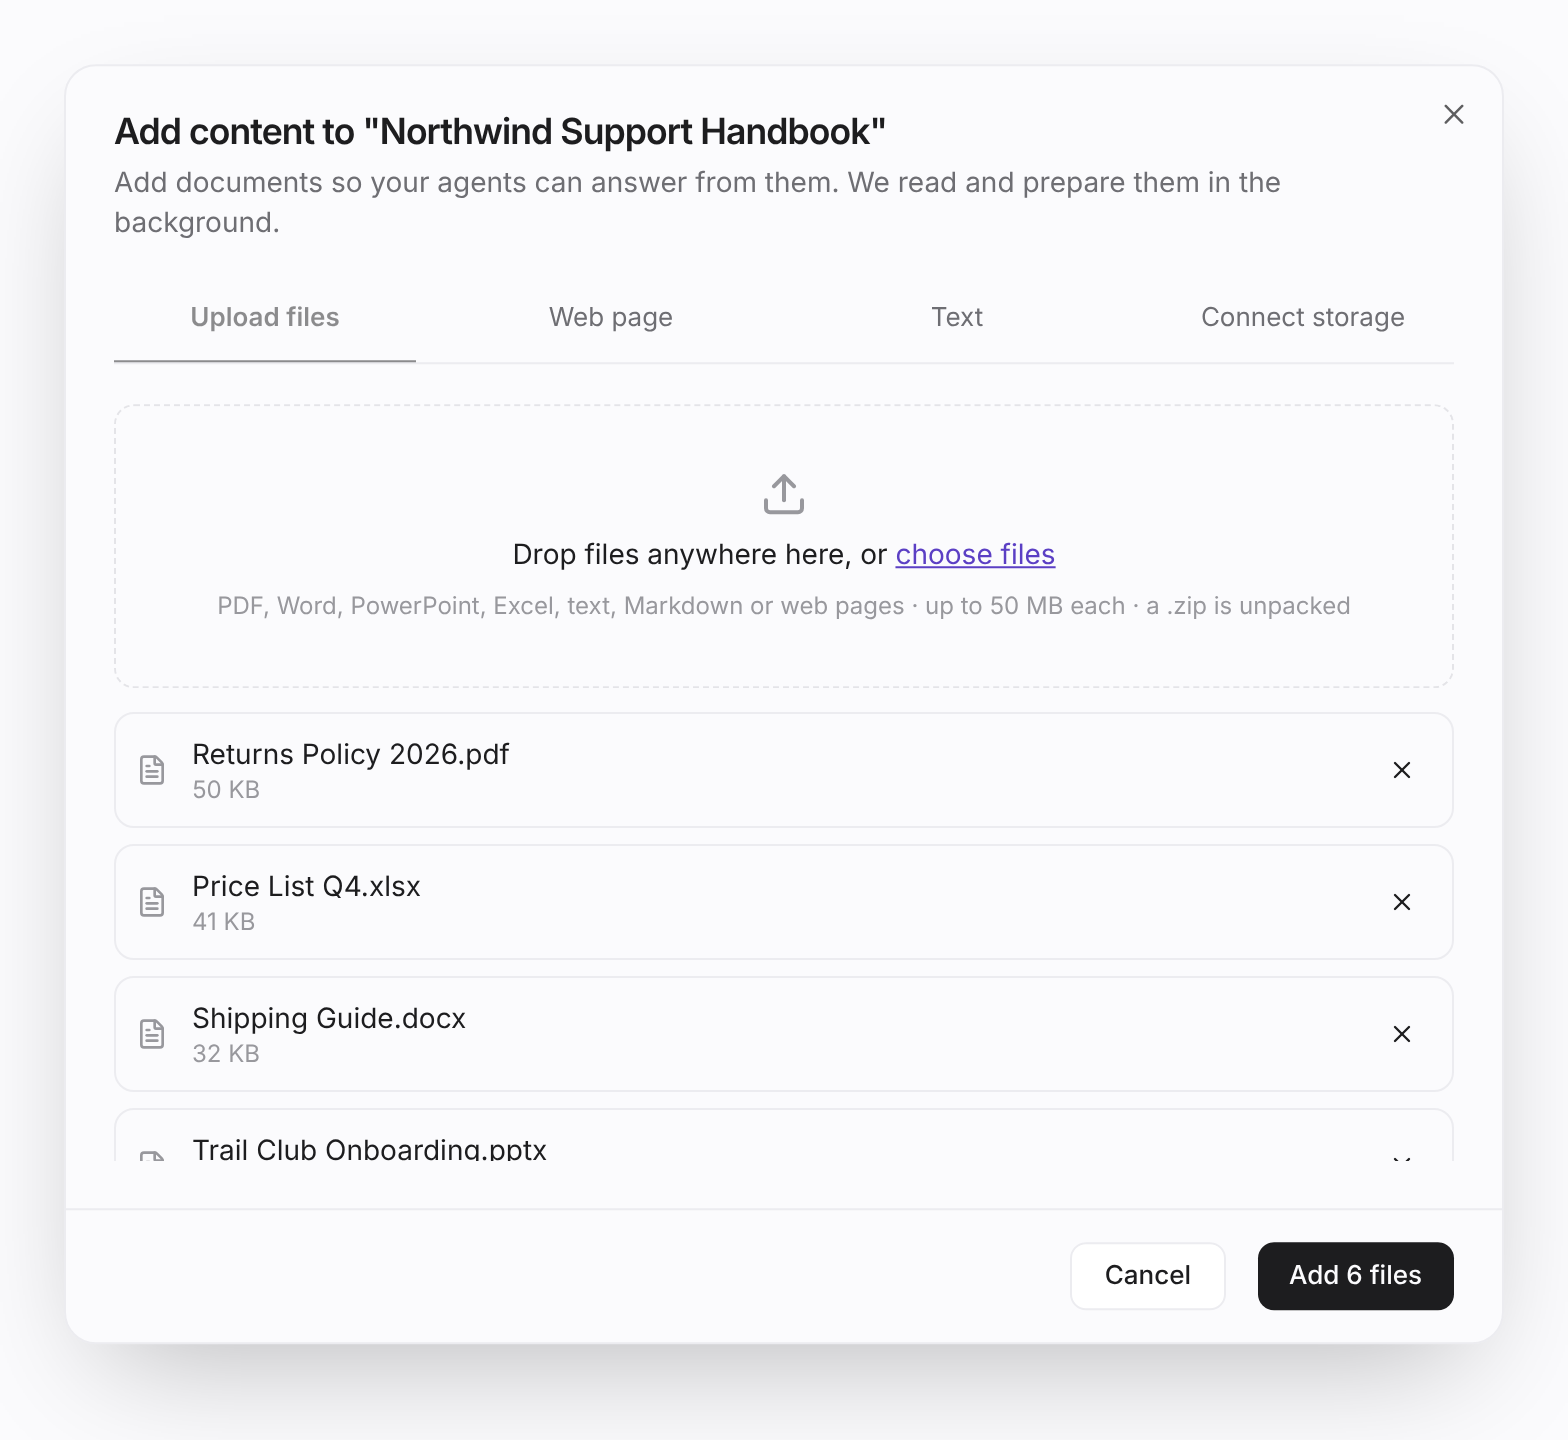 Add content to "Northwind Support Handbook"
Add documents so your agents can answer from them. We read and prepare them in the
background.
Upload files
Web page
Text
Connect storage
Drop files anywhere here, or choose files
PDF, Word, PowerPoint, Excel, text, Markdown or web pages · up to 50 MB each · a .zip is unpacked
Returns Policy 2026.pdf
50 KB
Price List Q4.xlsx
41 KB
Shipping Guide.docx
32 KB
Trail Club Onboarding.pptx
Cancel
Add 6 files